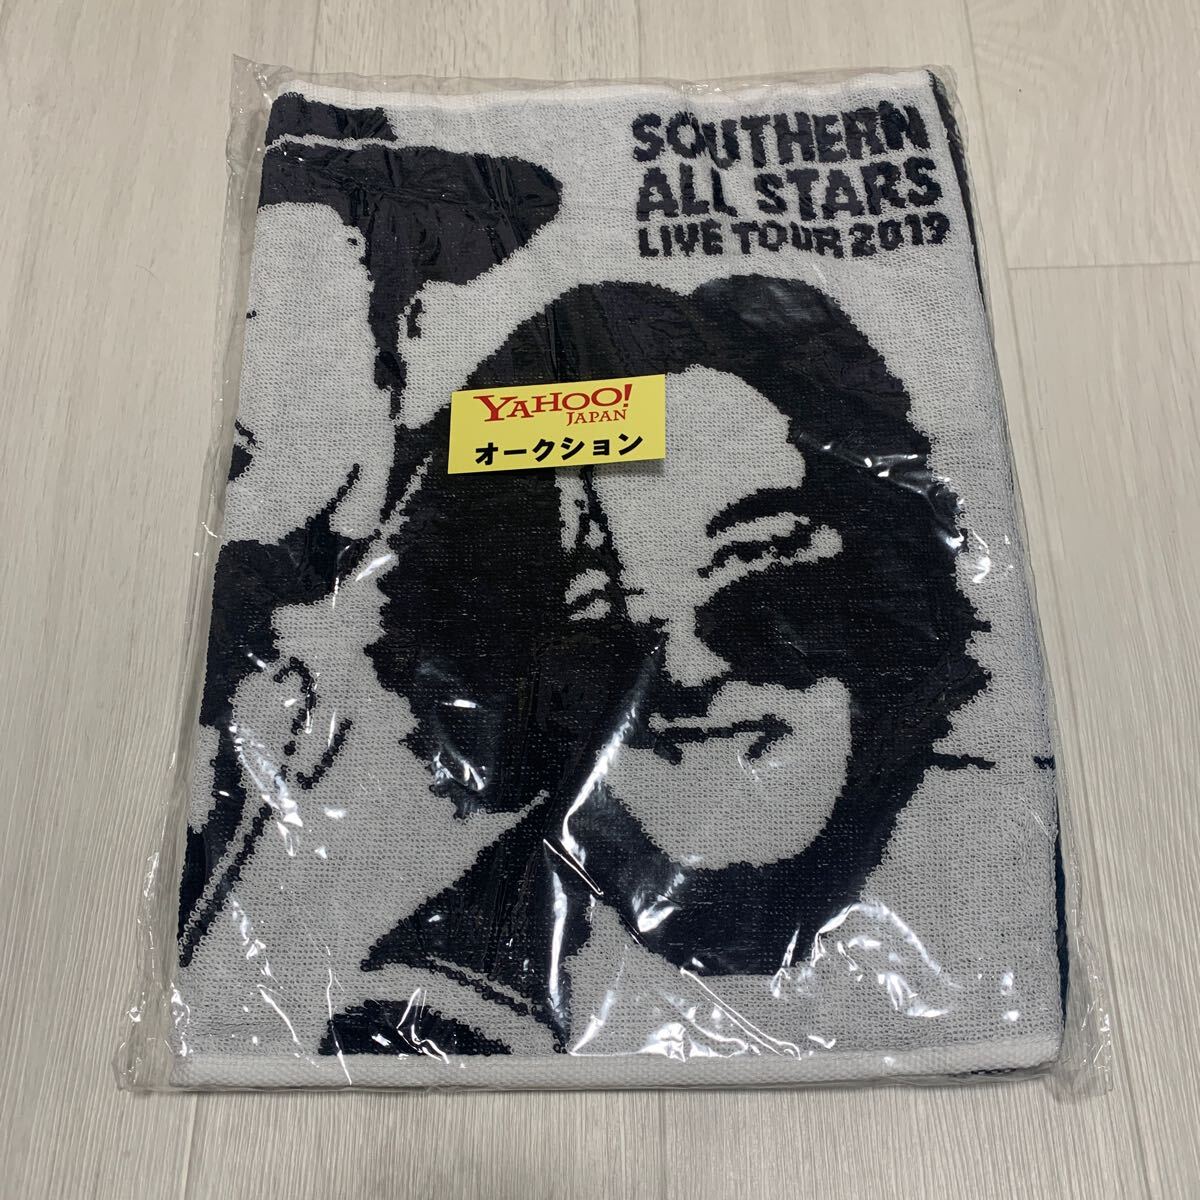 SOUTHERN
ALL STARS
LIVE TOUR 2019
YAHOO!
JAPAN
オークション